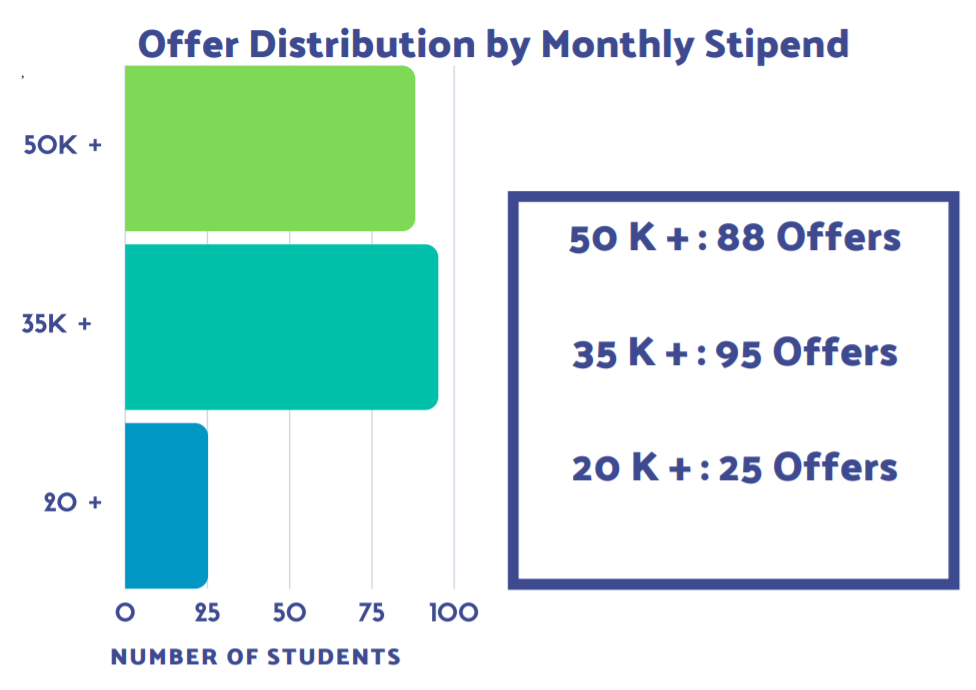 Offer Distribution by Monthly Stipend
,
50K +
35K +
20 +
0 25 50 75 100
NUMBER OF STUDENTS
50 K + : 88 Offers
35 K + : 95 Offers
20 K + : 25 Offers